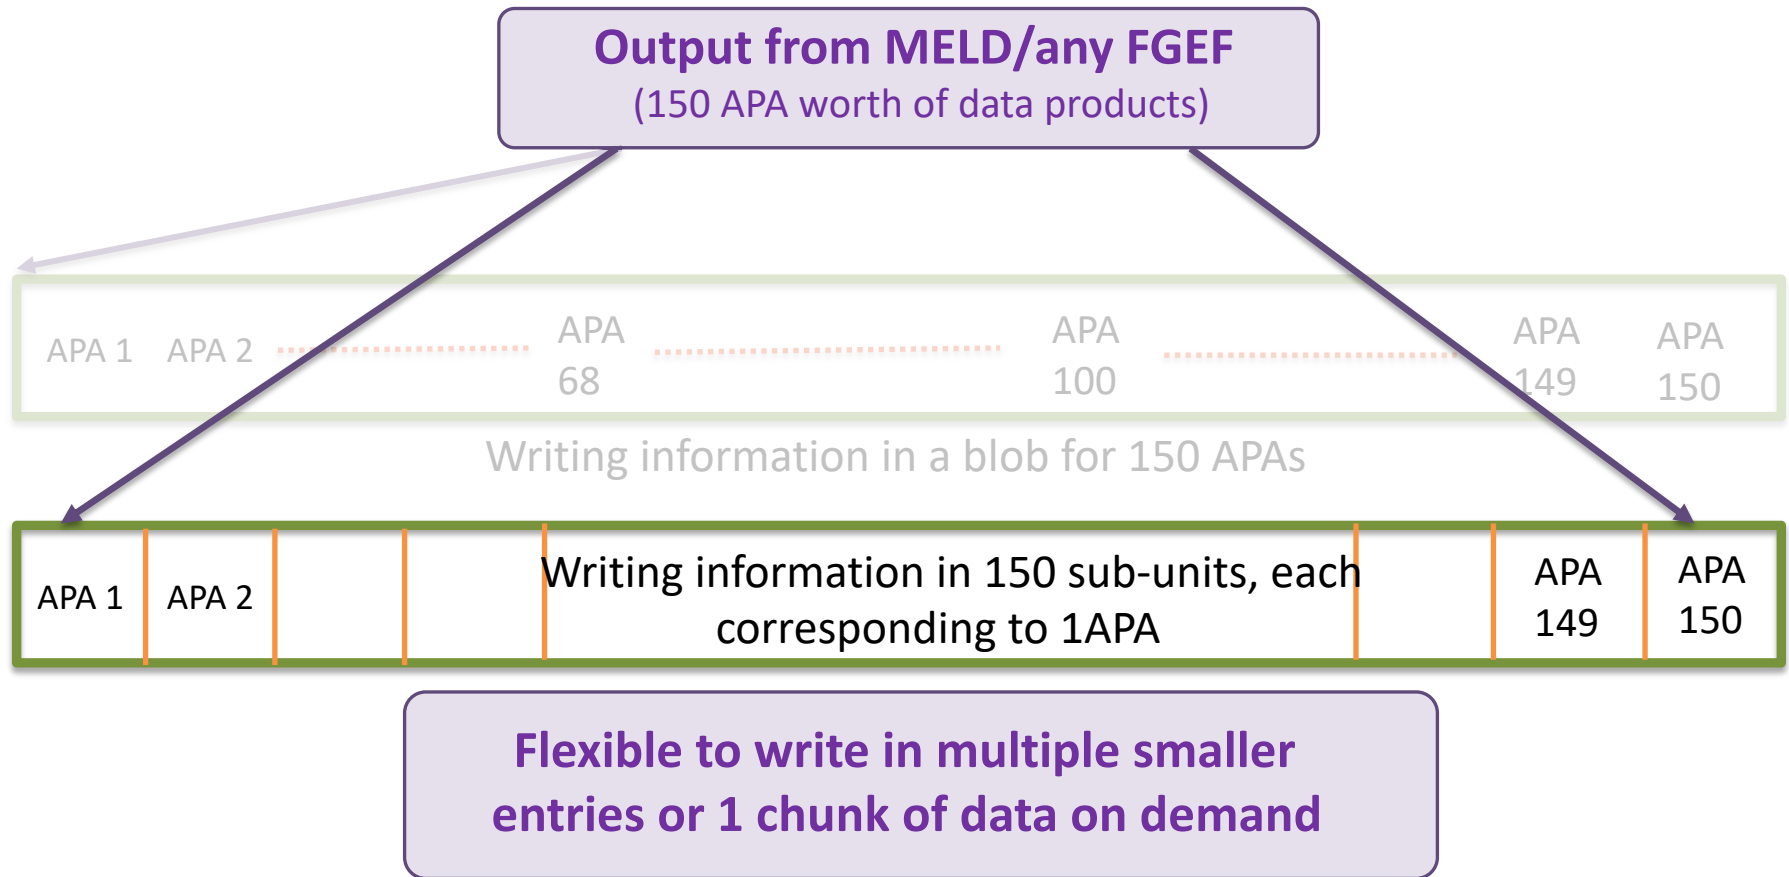 Output from MELD/any FGEF
(150 APA worth of data products)
APA 1 APA 2 APA 68 APA 100 APA 149 APA 150
Writing information in a blob for 150 APAs
APA 1 APA 2 Writing information in 150 sub-units, each corresponding to 1APA APA 149 APA 150
Flexible to write in multiple smaller
entries or 1 chunk of data on demand